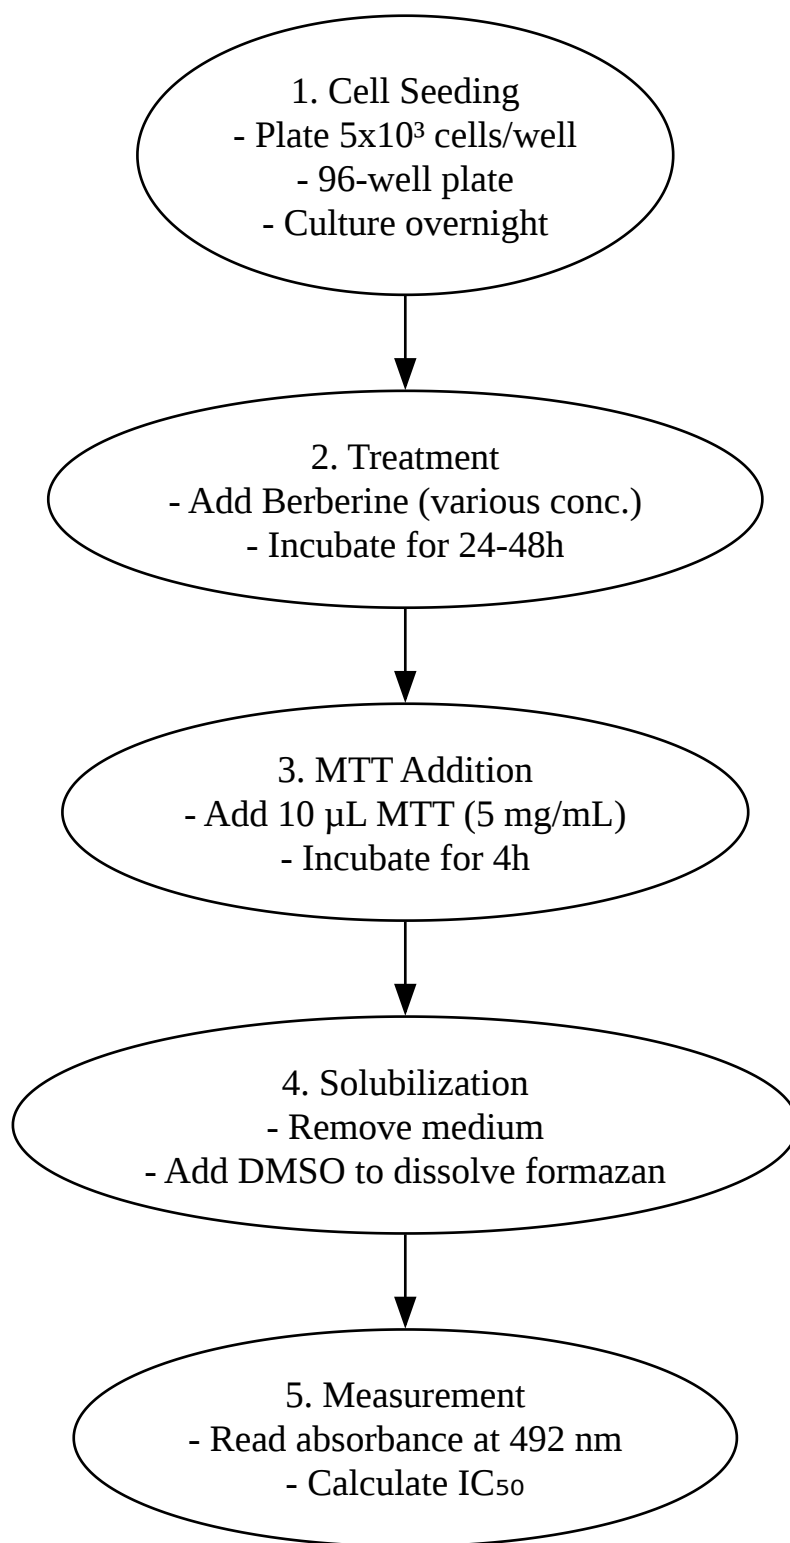 1. Cell Seeding
- Plate 5x10³ cells/well
- 96-well plate
- Culture overnight
2. Treatment
- Add Berberine (various conc.)
- Incubate for 24-48h
3. MTT Addition
- Add 10 µL MTT (5 mg/mL)
- Incubate for 4h
4. Solubilization
- Remove medium
- Add DMSO to dissolve formazan
5. Measurement
- Read absorbance at 492 nm
- Calculate IC₅₀